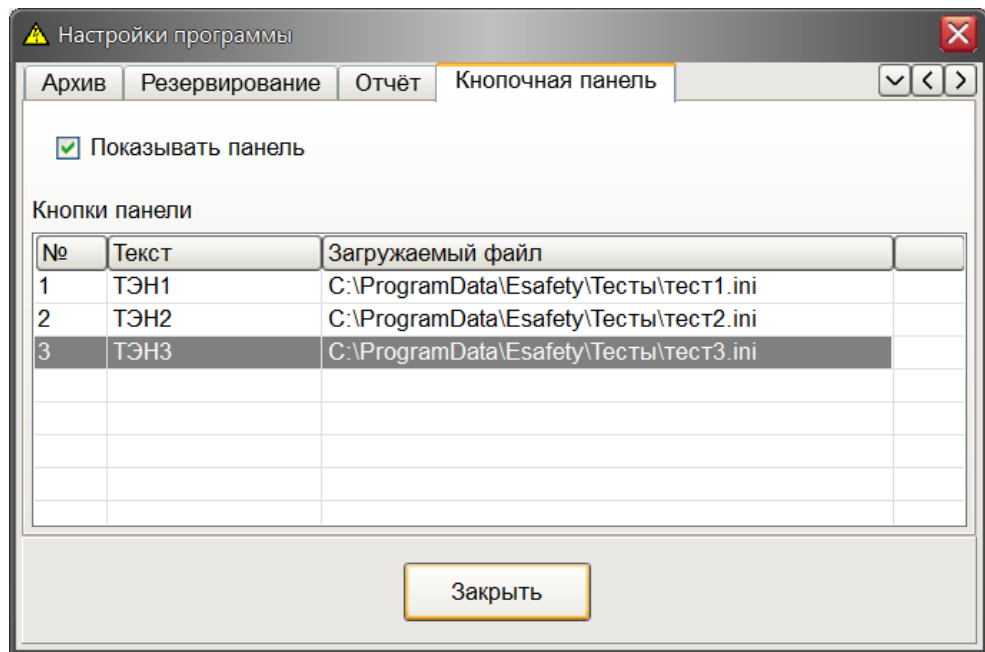 Настройки программы
Архив Резервирование Отчёт Кнопочная панель
Показывать панель
Кнопки панели
№ Текст Загружаемый файл
1 ТЭН1 C:\ProgramData\Esafety\Тесты\тест1.ini
2 ТЭН2 C:\ProgramData\Esafety\Тесты\тест2.ini
3 ТЭН3 C:\ProgramData\Esafety\Тесты\тест3.ini
Закрыть